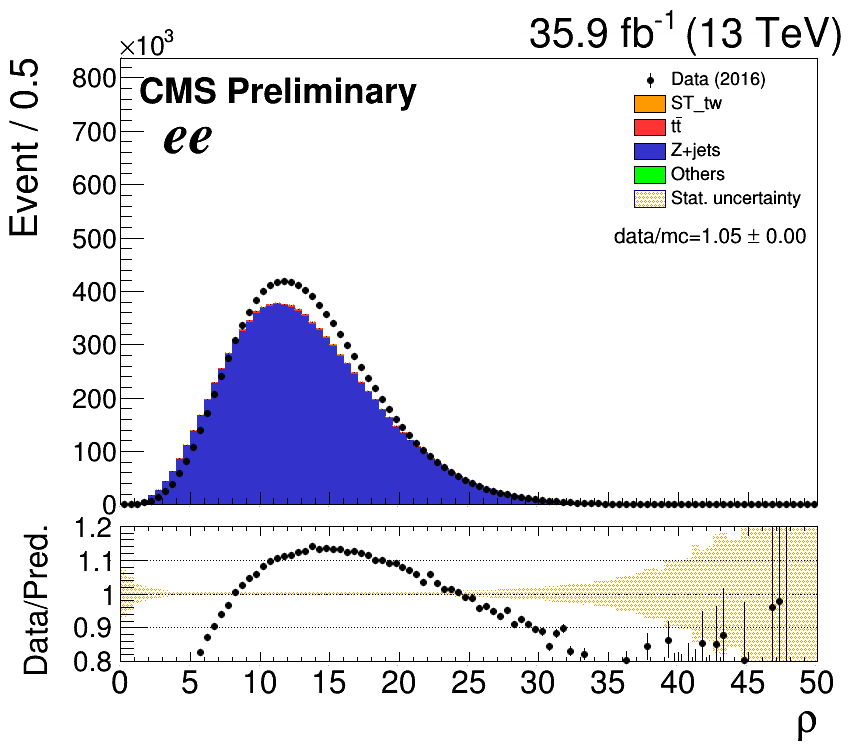 35.9 fb⁻¹ (13 TeV)
×10³
CMS Preliminary
ee
Data (2016)
ST_tw
tt̄
Z+jets
Others
Stat. uncertainty
data/mc=1.05 ± 0.00
Event / 0.5
800
700
600
500
400
300
200
100
0
Data/Pred.
1.2
1.1
1
0.9
0.8
0 5 10 15 20 25 30 35 40 45 50
ρ